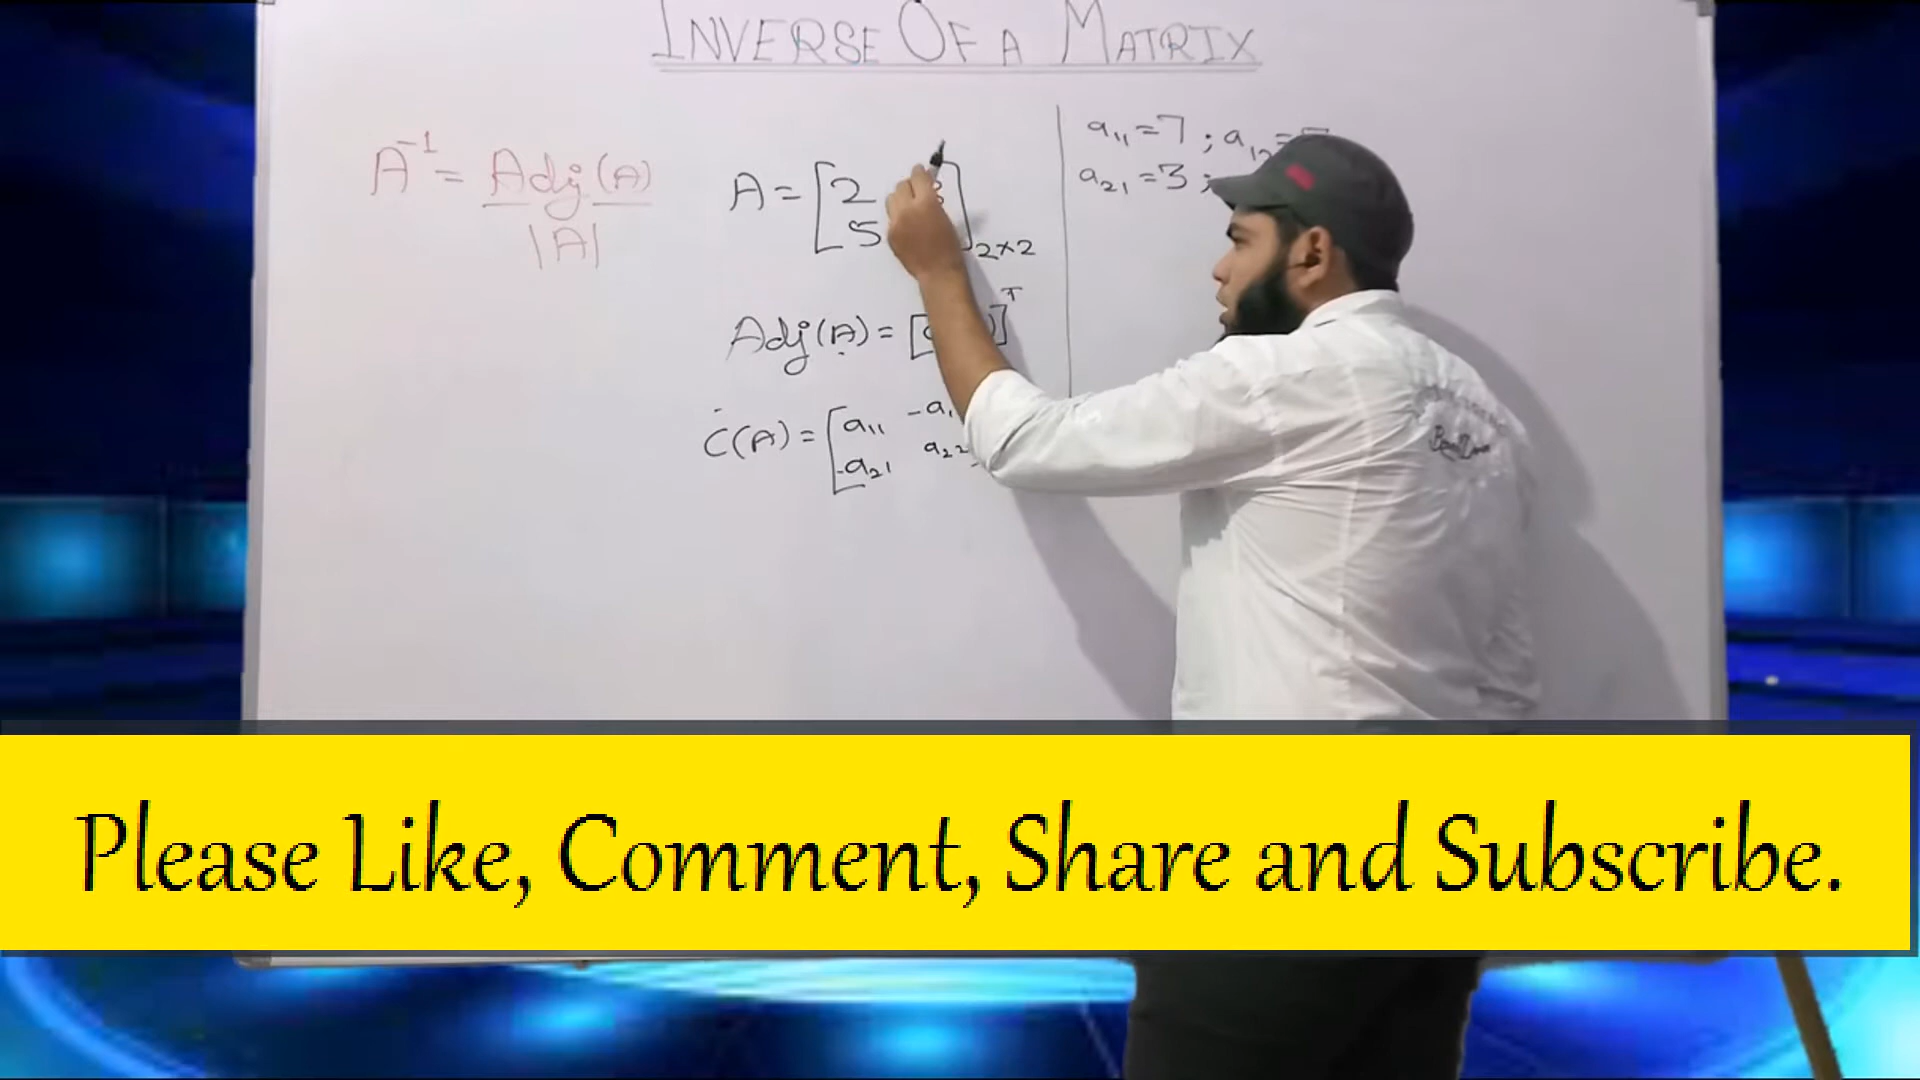 INVERSE OF A MATRIX
A⁻¹ = Adj(A)
|A|
A = [2 3
5 ]2×2
Adj(A) = [ ]ᵀ
C(A) = [a₁₁ -a₁
-a₂₁ a₂₂
a₁₁ = 7 ; a₁₂ =
a₂₁ = 3 ;
Please Like, Comment, Share and Subscribe.